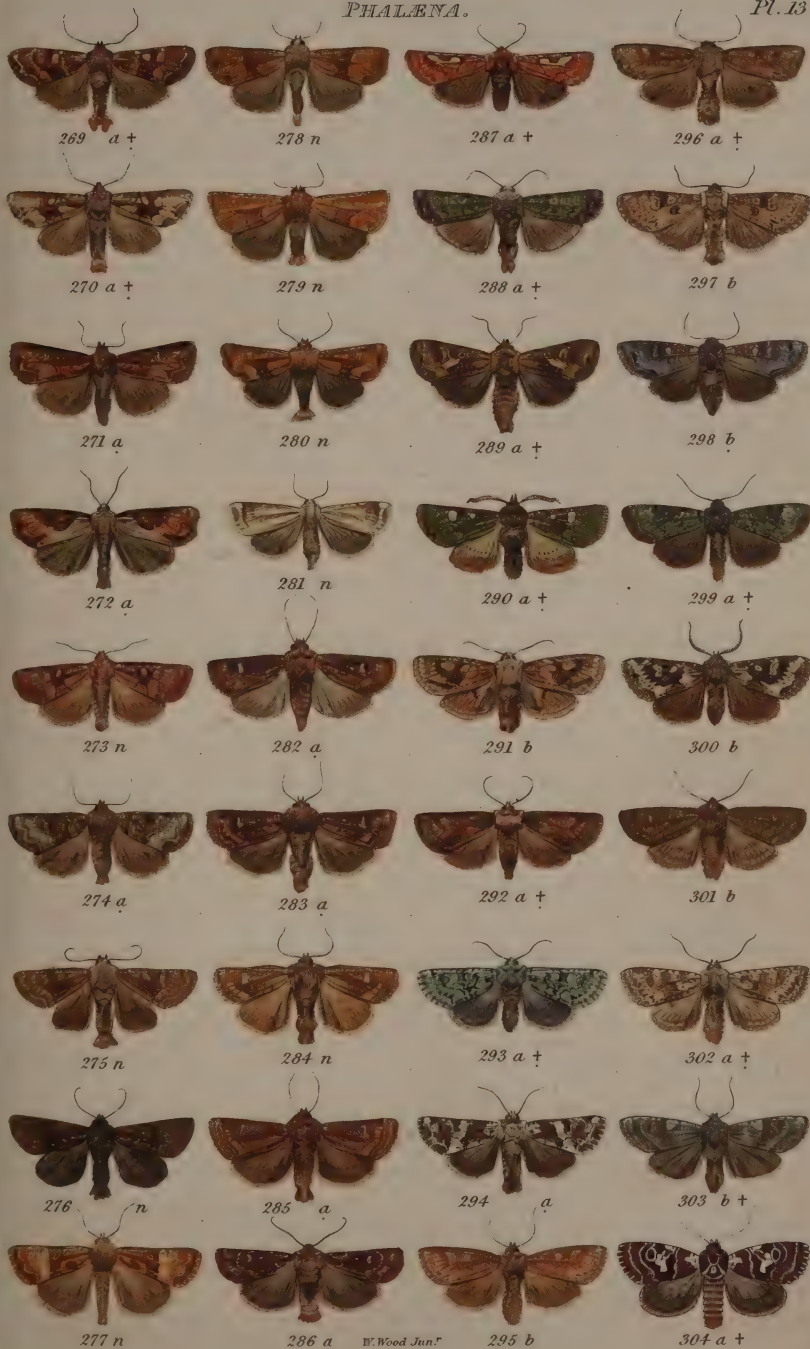 PHALÆNA.
Pl. 13
269 a +
278 n
287 a +
296 a +
270 a +
279 n
288 a +
297 b
271 a
280 n
289 a +
298 b
272 a
281 n
290 a +
299 a +
273 n
282 a
291 b
300 b
274 a
283 a
292 a +
301 b
275 n
284 n
293 a +
302 a +
276 n
285 a
294 a
303 b +
277 n
286 a
W. Wood Jun.r
295 b
304 a +